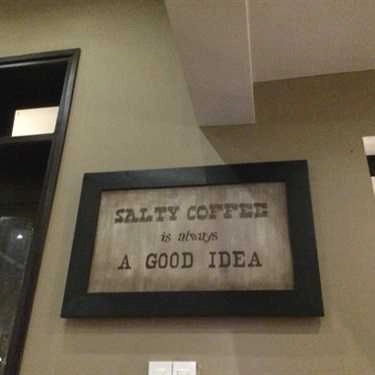 SALTY COFFEE
is always
A GOOD IDEA